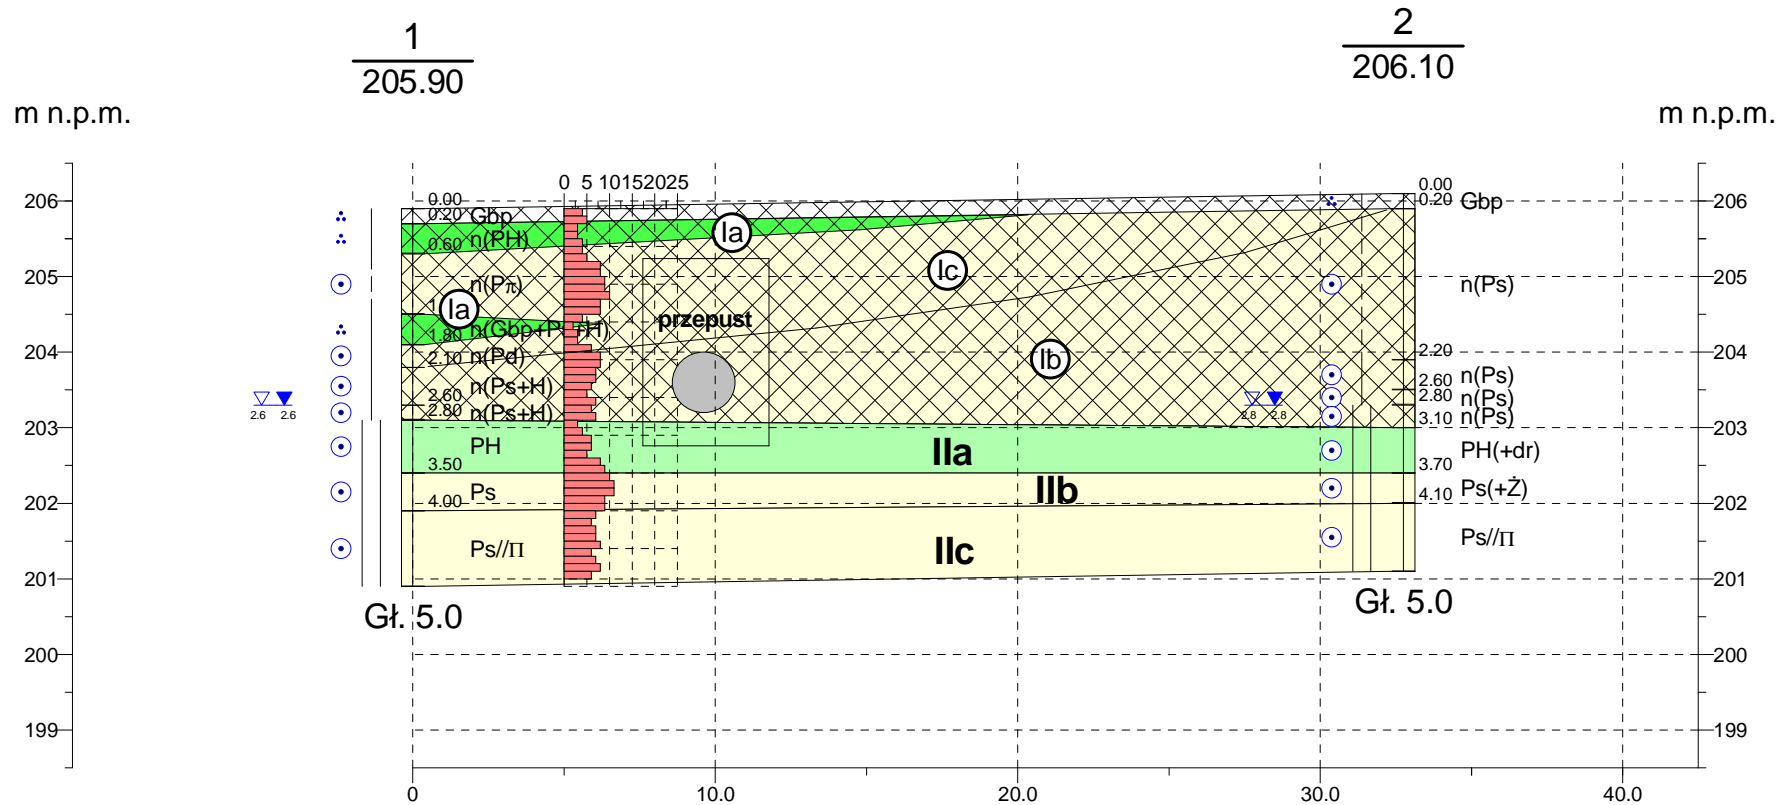 1
205.90
2
206.10
m n.p.m.
m n.p.m.
0 5 10 15 20 25
206
205
204
203
202
201
200
199
0.00
0.20
0.60
1.80
2.10
2.60
2.80
3.50
4.00
Gbp
n(PH)
n(Pπ)
n(Gbp+Ps+H)
n(Pd)
n(Ps+H)
n(Ps+H)
PH
Ps
Ps//Π
Gł. 5.0
2.6 2.6
Ia
Ia
Ic
Ib
przepust
IIa
IIb
IIc
2.8 2.8
0.00
0.20
2.20
2.60
2.80
3.10
3.70
4.10
Gbp
n(Ps)
n(Ps)
n(Ps)
n(Ps)
PH(+dr)
Ps(+Ż)
Ps//Π
Gł. 5.0
206
205
204
203
202
201
200
199
0 10.0 20.0 30.0 40.0